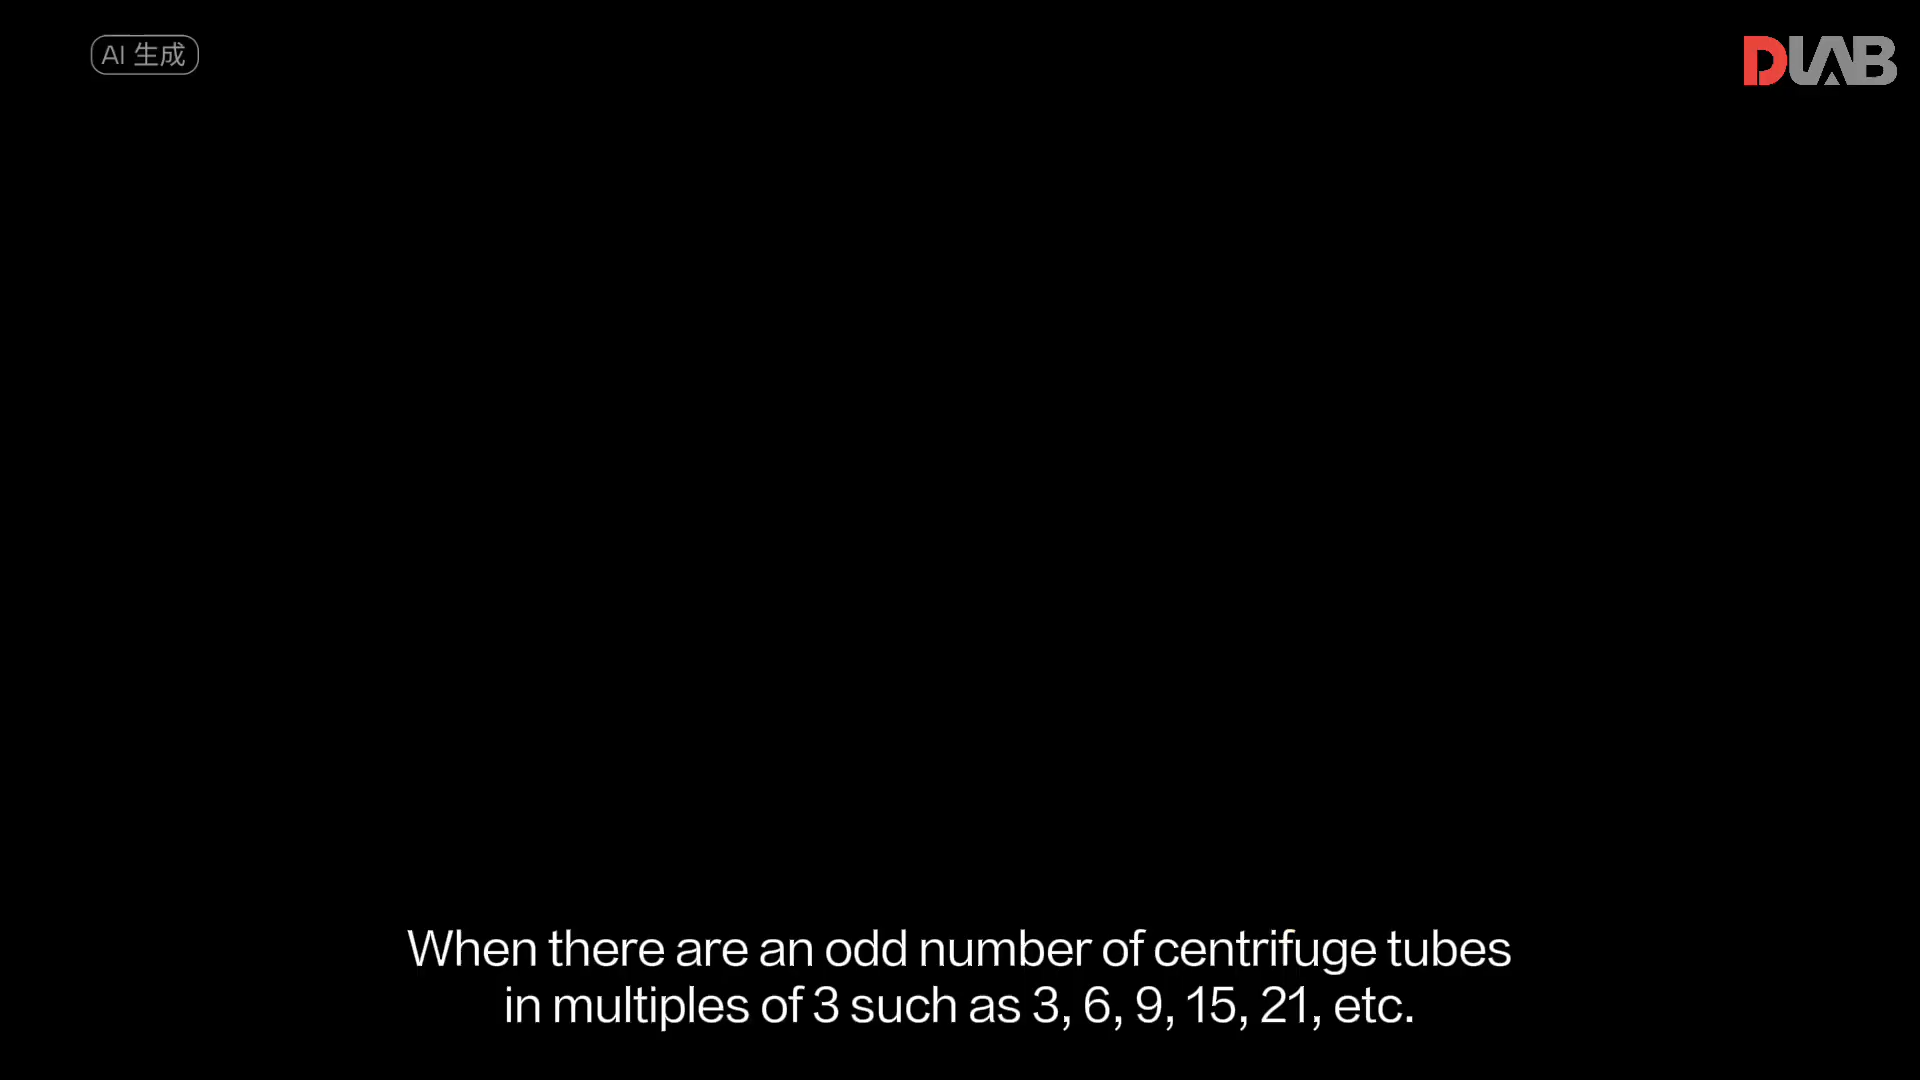 AI 生成
DLAB
When there are an odd number of centrifuge tubes
in multiples of 3 such as 3, 6, 9, 15, 21, etc.